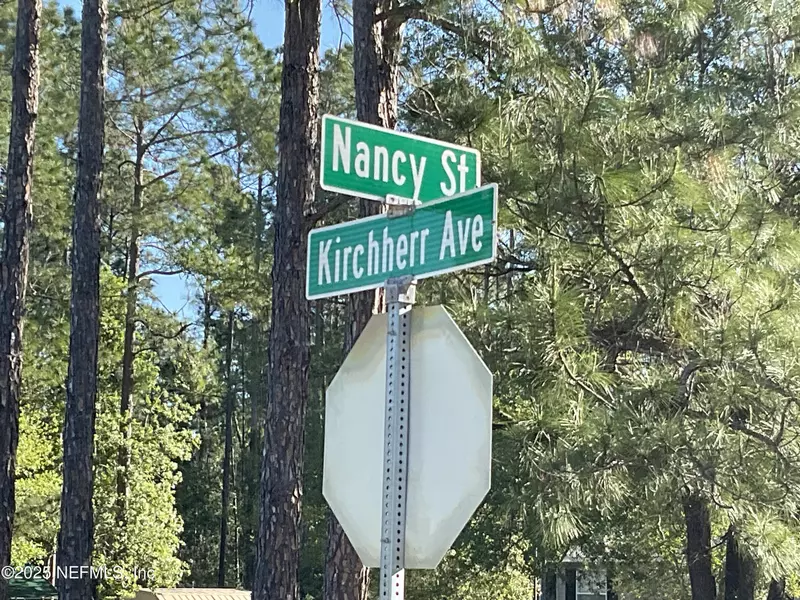 Nancy St
Kirchherr Ave
©2025 NEFMLS, Inc